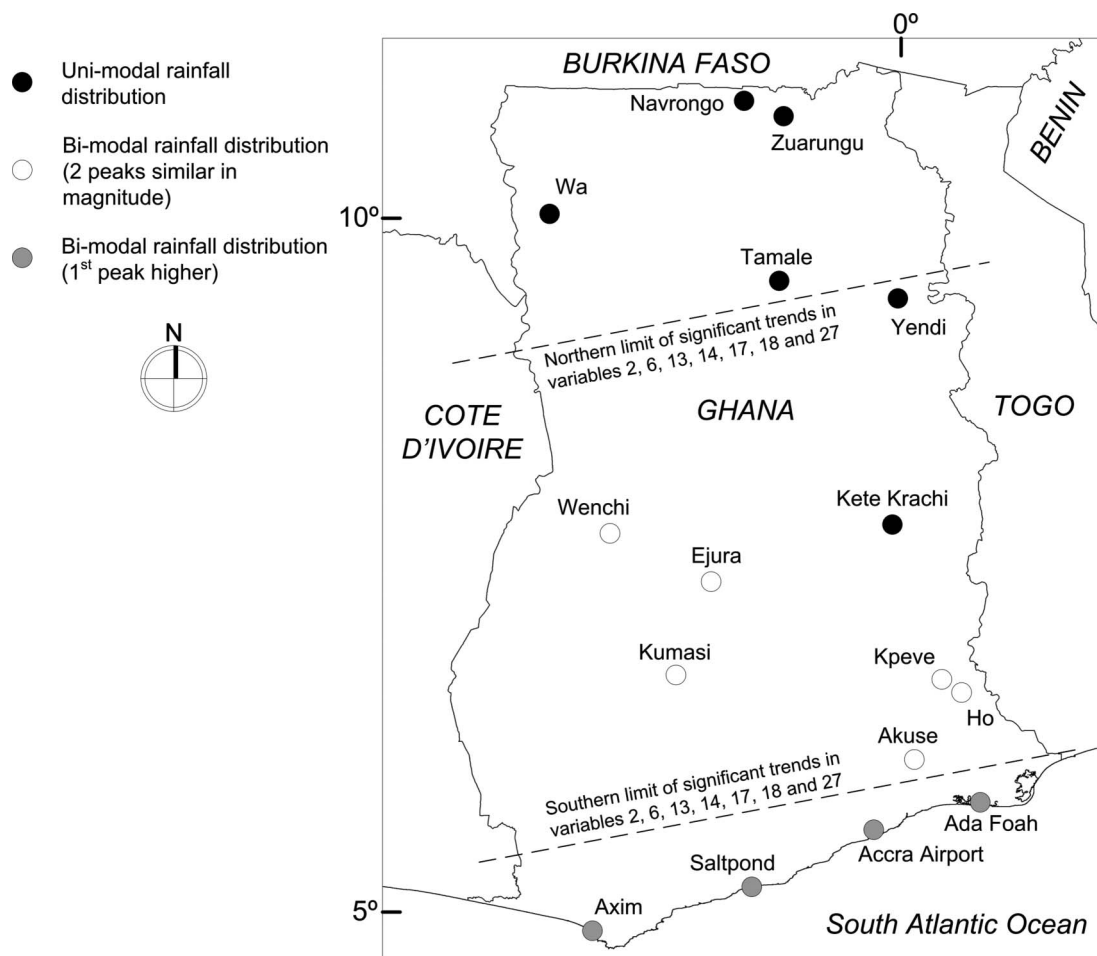 Uni-modal rainfall
distribution
Bi-modal rainfall distribution
(2 peaks similar in
magnitude)
Bi-modal rainfall distribution
(1st peak higher)
N
0º
BURKINA FASO
BENIN
Navrongo
Zuarungu
Wa
10º
Tamale
Yendi
Northern limit of significant trends in
variables 2, 6, 13, 14, 17, 18 and 27
COTE
D'IVOIRE
GHANA
TOGO
Wenchi
Kete Krachi
Ejura
Kumasi
Kpeve
Ho
Akuse
Southern limit of significant trends in
variables 2, 6, 13, 14, 17, 18 and 27
Ada Foah
Accra Airport
Saltpond
Axim
5º
South Atlantic Ocean